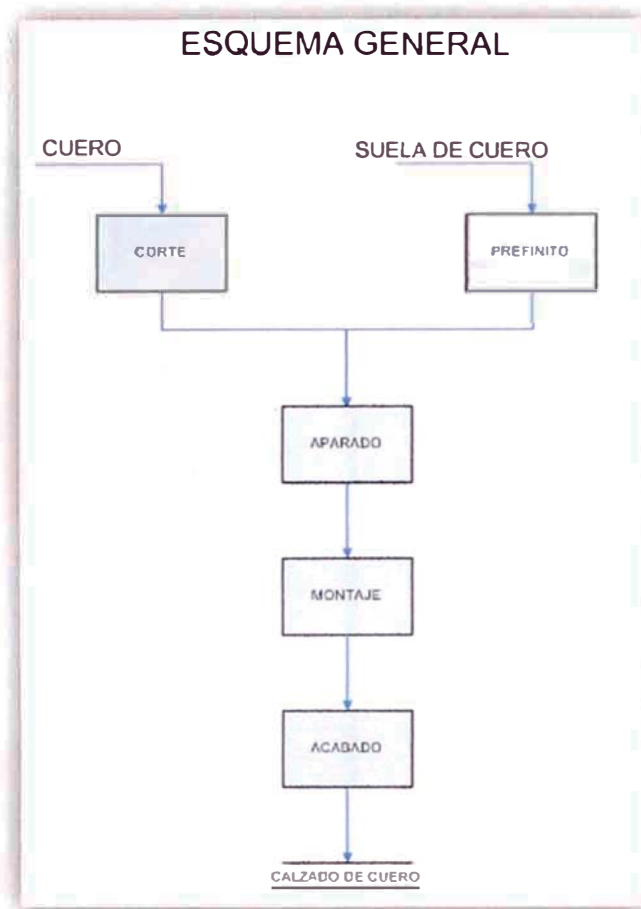 ESQUEMA GENERAL
CUERO
SUELA DE CUERO
CORTE
PREFINITO
APARADO
MONTAJE
ACABADO
CALZADO DE CUERO